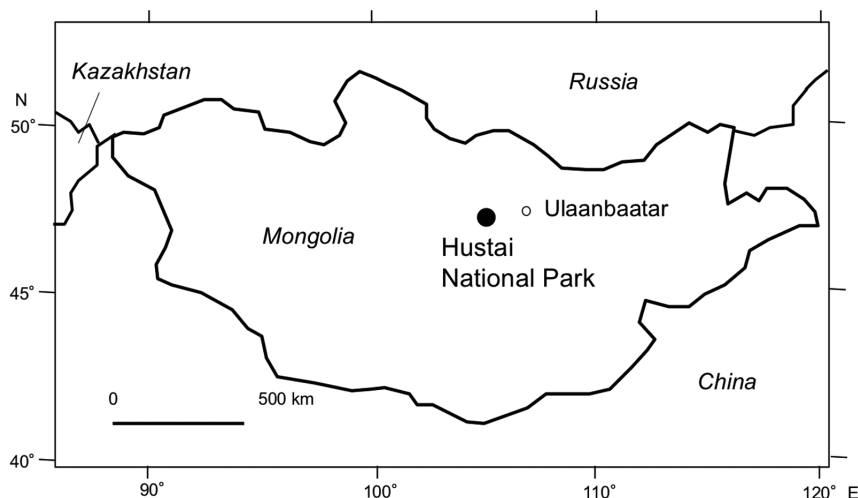 Kazakhstan
Russia
N
50°
Ulaanbaatar
Mongolia
Hustai
National Park
45°
China
0 500 km
40°
90° 100° 110° 120° E